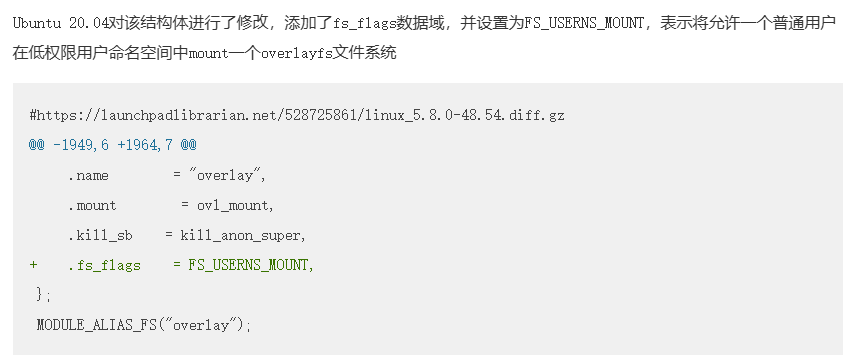 Ubuntu 20.04对该结构体进行了修改，添加了fs_flags数据域，并设置为FS_USERNS_MOUNT，表示将允许一个普通用户
在低权限用户命名空间中mount一个overlayfs文件系统
#https://launchpadlibrarian.net/528725861/linux_5.8.0-48.54.diff.gz
@@ -1949,6 +1964,7 @@
     .name        = "overlay",
     .mount        = ovl_mount,
     .kill_sb    = kill_anon_super,
+    .fs_flags    = FS_USERNS_MOUNT,
 };
 MODULE_ALIAS_FS("overlay");